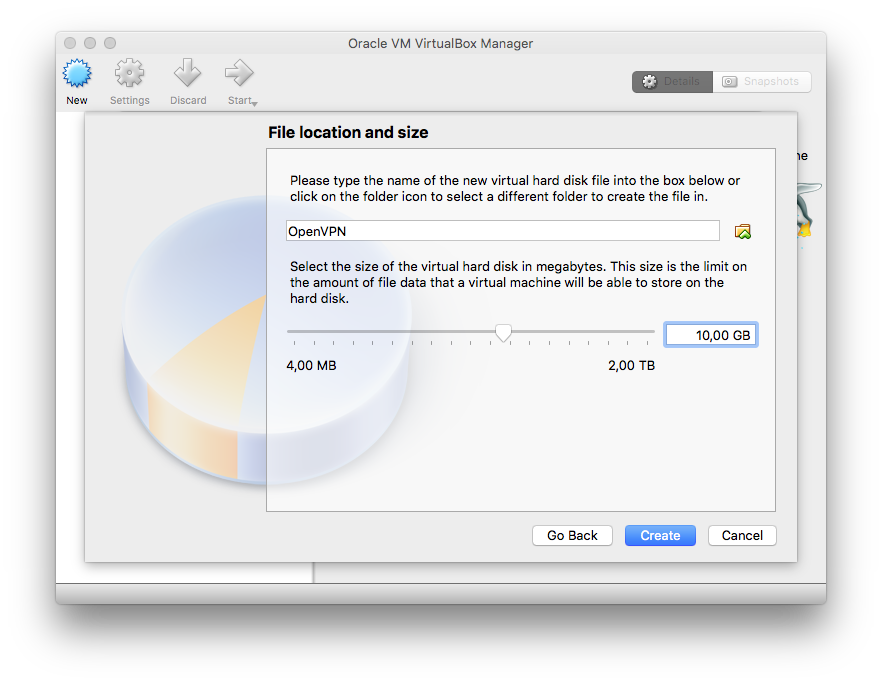 Oracle VM VirtualBox Manager
New
Settings
Discard
Start
Details
Snapshots
File location and size
Please type the name of the new virtual hard disk file into the box below or
click on the folder icon to select a different folder to create the file in.
OpenVPN
Select the size of the virtual hard disk in megabytes. This size is the limit on
the amount of file data that a virtual machine will be able to store on the
hard disk.
10,00 GB
4,00 MB
2,00 TB
Go Back
Create
Cancel